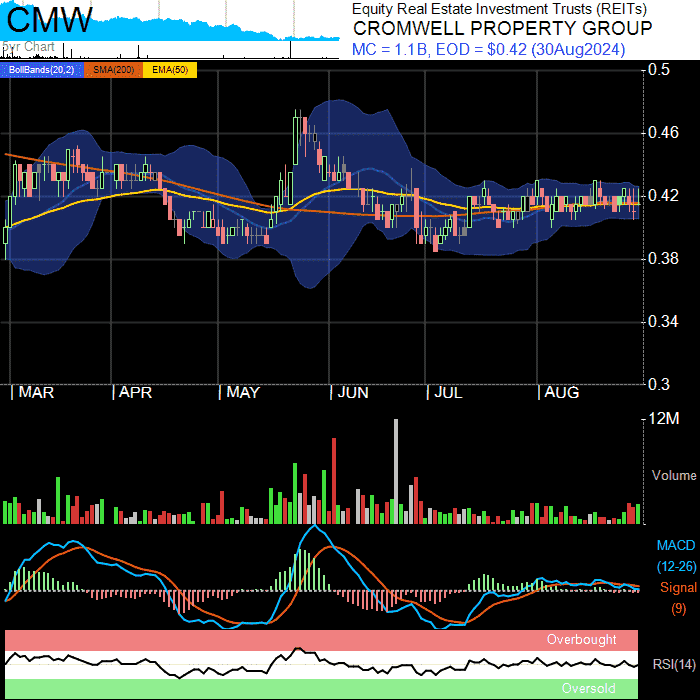 CMW
5yr Chart
Equity Real Estate Investment Trusts (REITs)
CROMWELL PROPERTY GROUP
MC = 1.1B, EOD = $0.42 (30Aug2024)
BollBands(20,2) SMA(200) EMA(50)
0.5
0.46
0.42
0.38
0.34
0.3
MAR APR MAY JUN JUL AUG
12M
Volume
MACD
(12-26)
Signal
(9)
Overbought
RSI(14)
Oversold